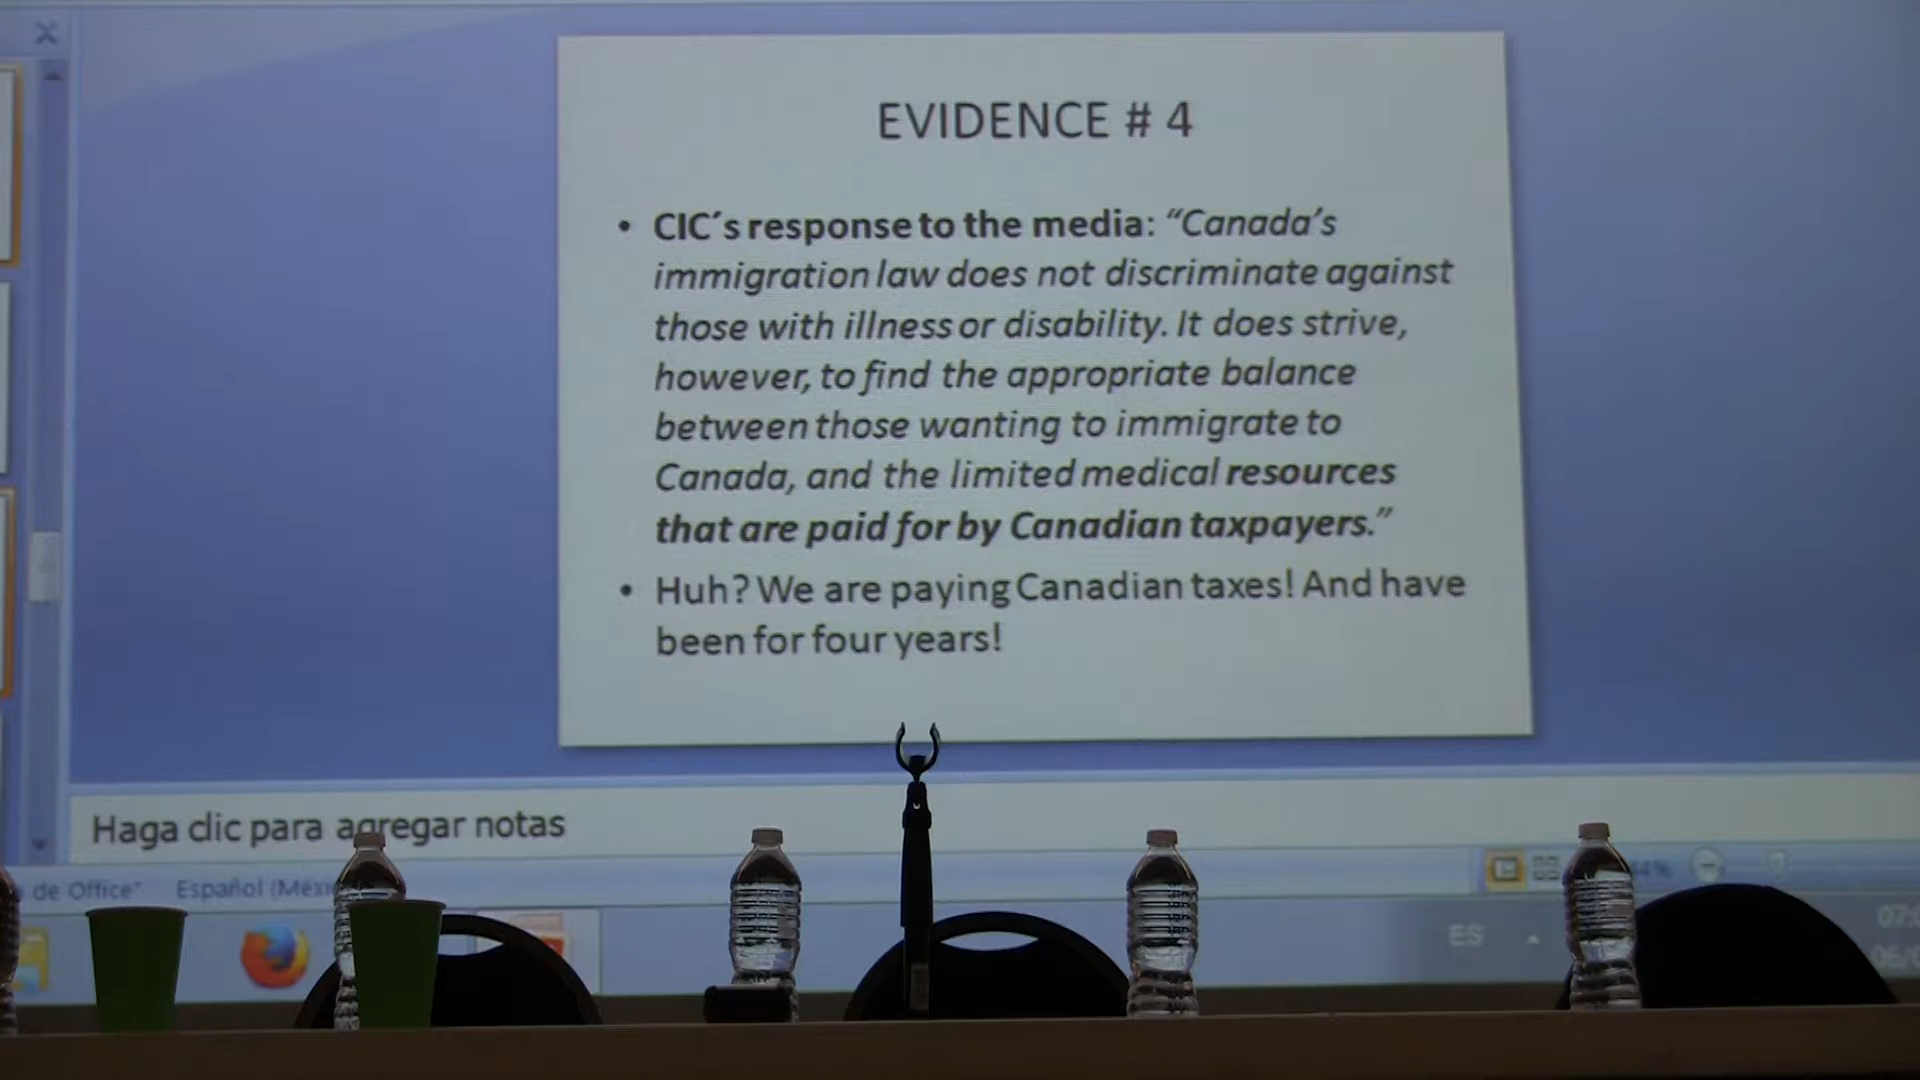 EVIDENCE # 4
• CIC´s response to the media: “Canada’s
immigration law does not discriminate against
those with illness or disability. It does strive,
however, to find the appropriate balance
between those wanting to immigrate to
Canada, and the limited medical resources
that are paid for by Canadian taxpayers.”
• Huh? We are paying Canadian taxes! And have
been for four years!
Haga clic para agregar notas
de Office" Español
ES